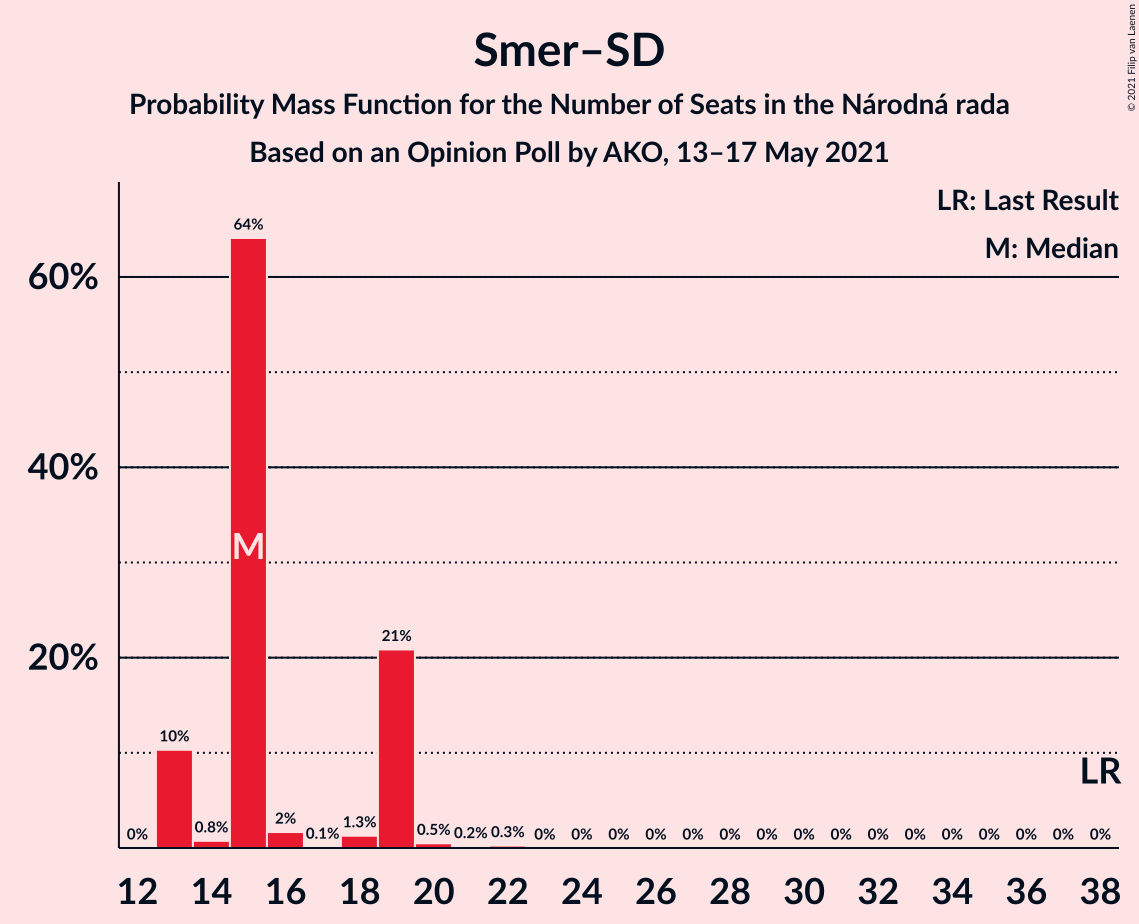 Smer–SD
Probability Mass Function for the Number of Seats in the Národná rada
Based on an Opinion Poll by AKO, 13–17 May 2021
© 2021 Filip van Laenen
LR: Last Result
M: Median
60%
40%
20%
0% 10% 0.8% 64% 2% 0.1% 1.3% 21% 0.5% 0.2% 0.3% 0% 0% 0% 0% 0% 0% 0% 0% 0% 0% 0% 0% 0% 0% 0% 0%
M
LR
12 14 16 18 20 22 24 26 28 30 32 34 36 38